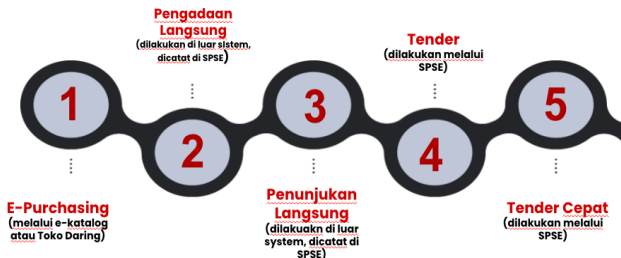 1
E-Purchasing
(melalui e-katalog
atau Toko Daring)
Pengadaan
Langsung
(dilakukan di luar sistem,
dicatat di SPSE)
2
3
Penunjukan
Langsung
(dilakuakn di luar
system, dicatat di
SPSE)
Tender
(dilakukan melalui
SPSE)
4
5
Tender Cepat
(dilakukan melalui
SPSE)